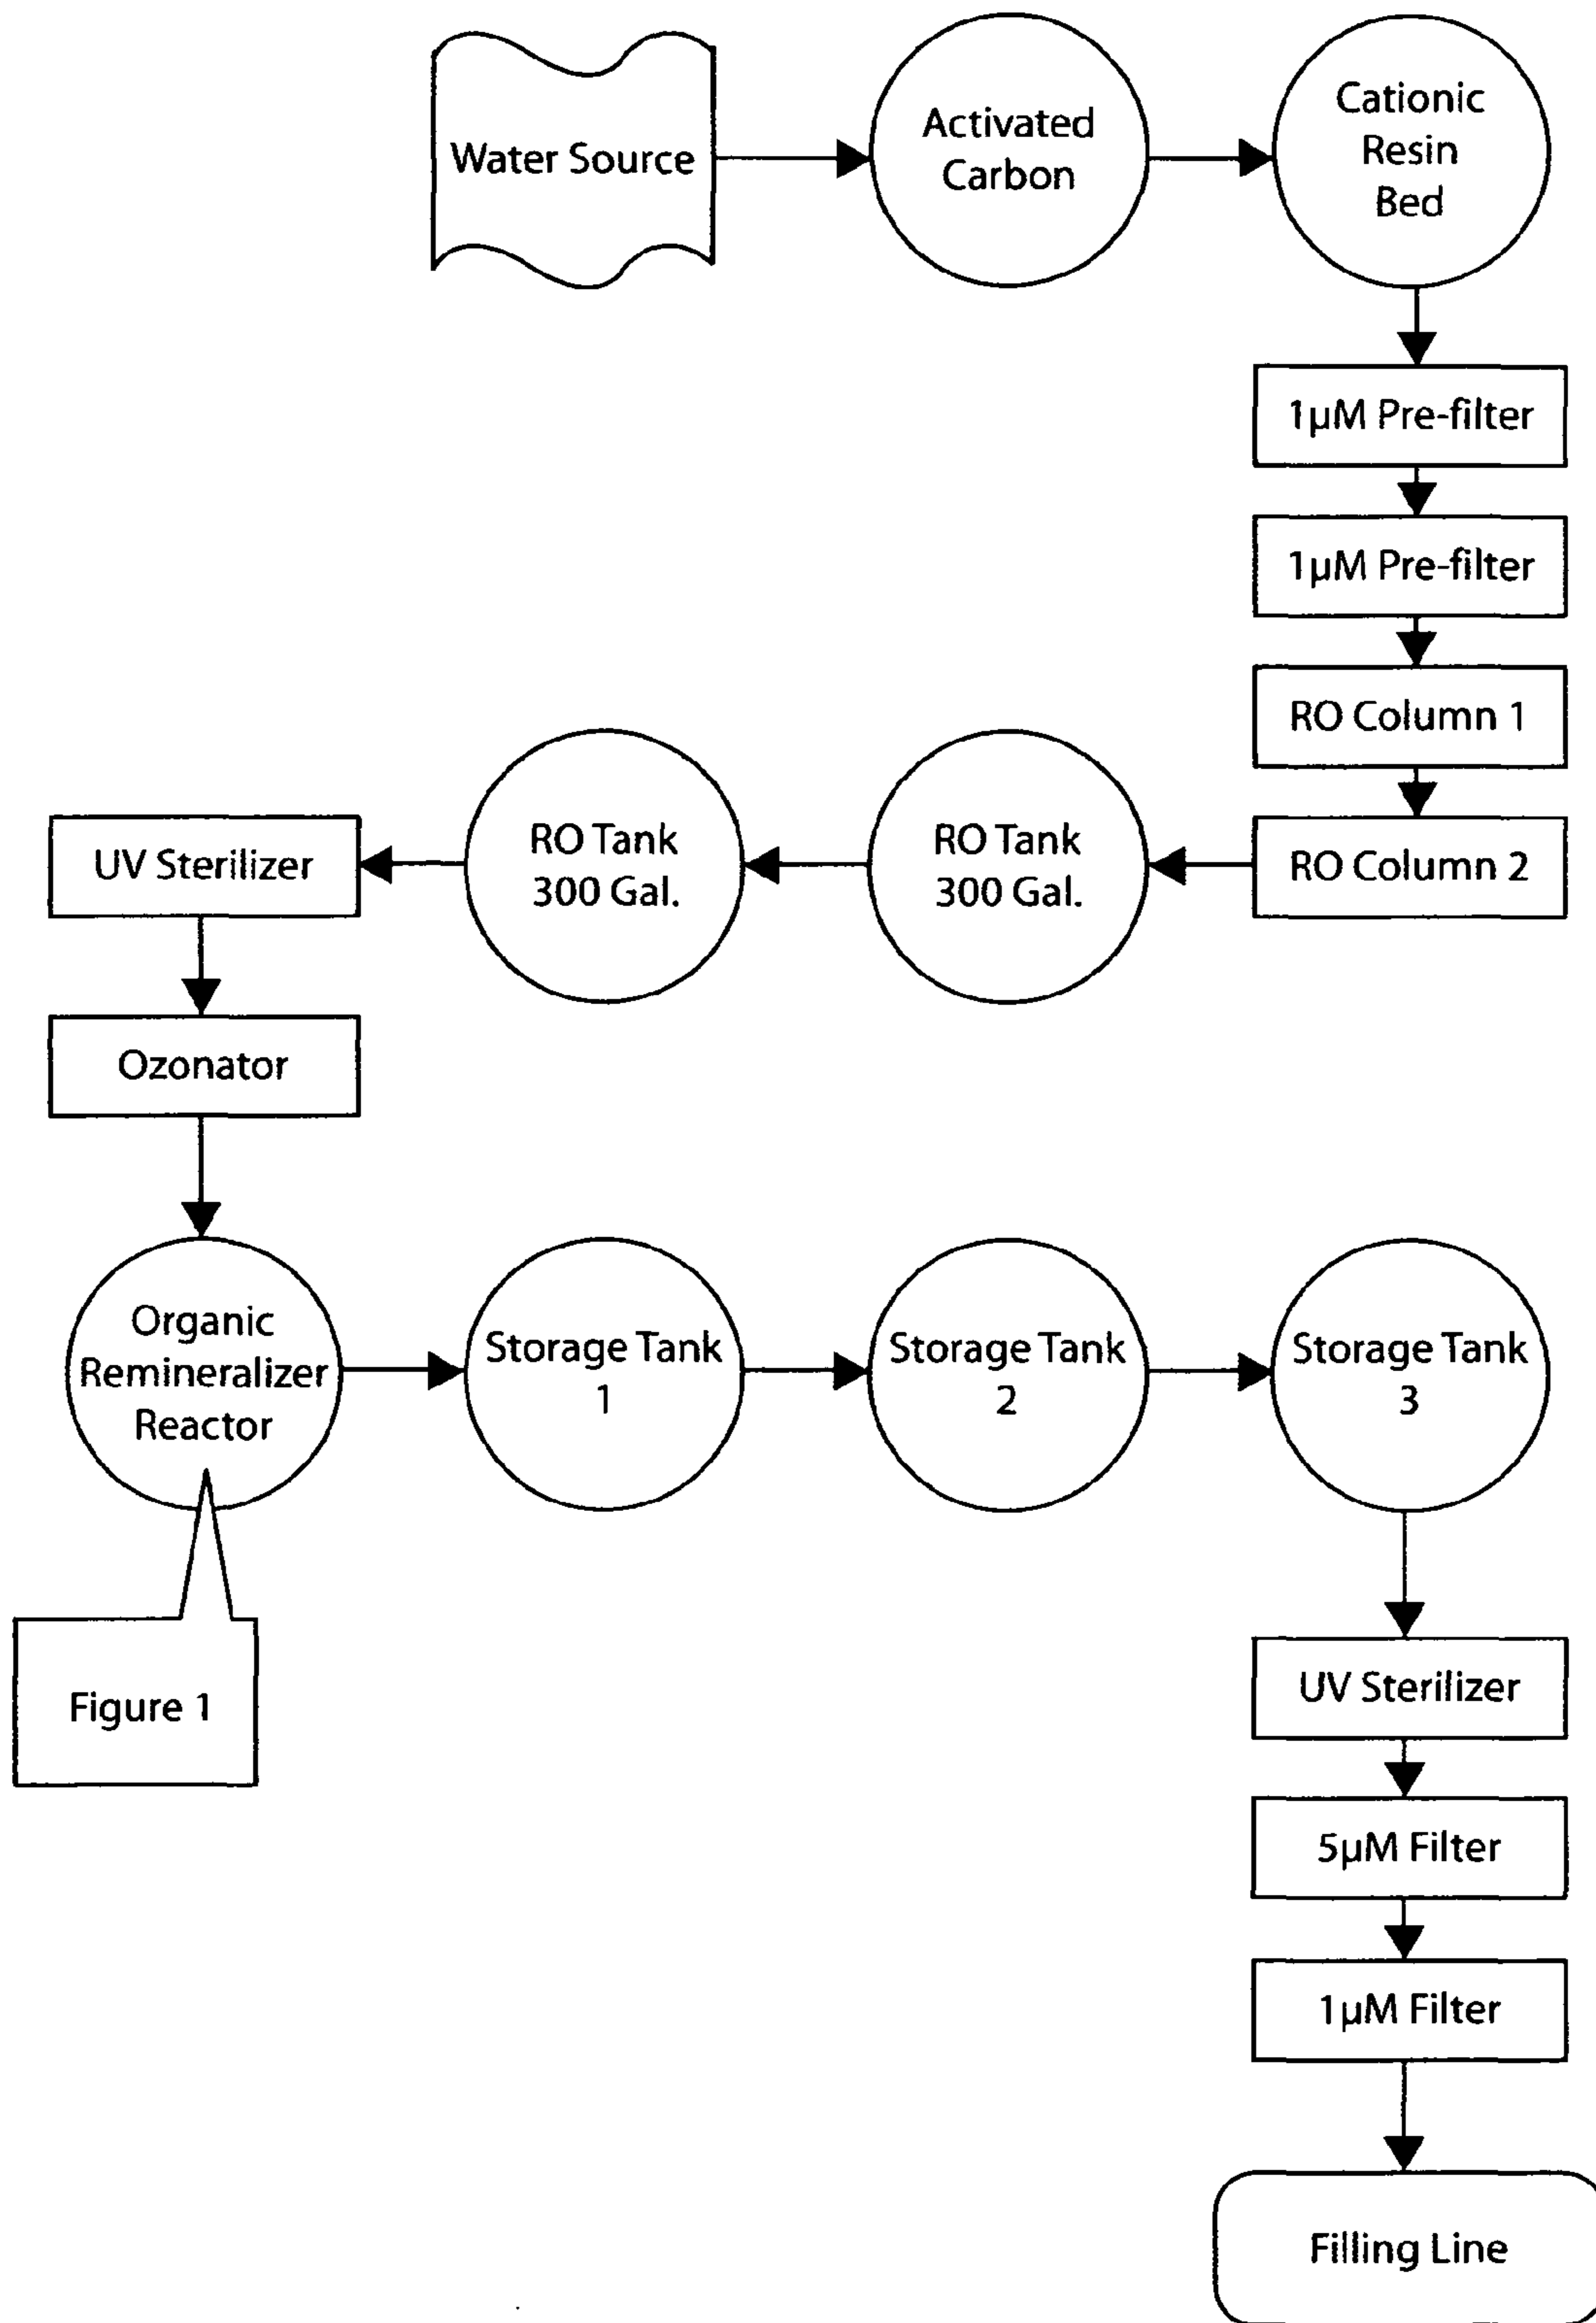 Water Source
Activated
Carbon
Cationic
Resin
Bed
1µM Pre-filter
1µM Pre-filter
RO Column 1
RO Column 2
RO Tank
300 Gal.
RO Tank
300 Gal.
UV Sterilizer
Ozonator
Organic
Remineralizer
Reactor
Storage Tank
1
Storage Tank
2
Storage Tank
3
Figure 1
UV Sterilizer
5µM Filter
1µM Filter
Filling Line